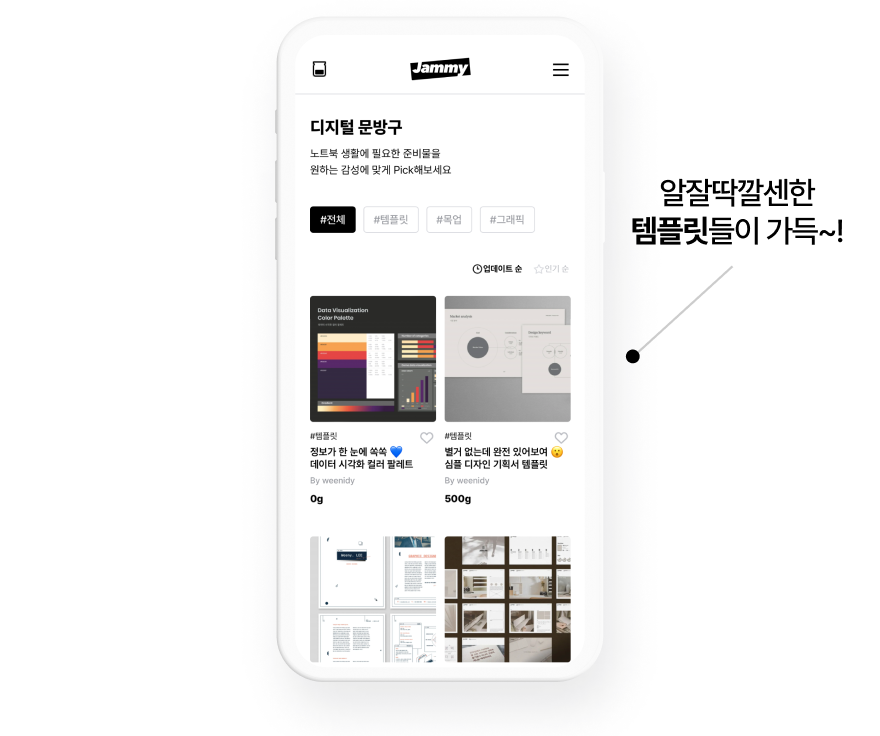 Jammy
디지털 문방구
노트북 생활에 필요한 준비물을
원하는 감성에 맞게 Pick해보세요
#전체
#템플릿
#목업
#그래픽
업데이트 순
인기 순
알잘딱깔센한
템플릿들이 가득~!
Data Visualization
Color Palette
#템플릿
정보가 한 눈에 쏙쏙 💙
데이터 시각화 컬러 팔레트
By weenidy
0g
#템플릿
별거 없는데 완전 있어보여 😮
심플 디자인 기획서 템플릿
By weenidy
500g